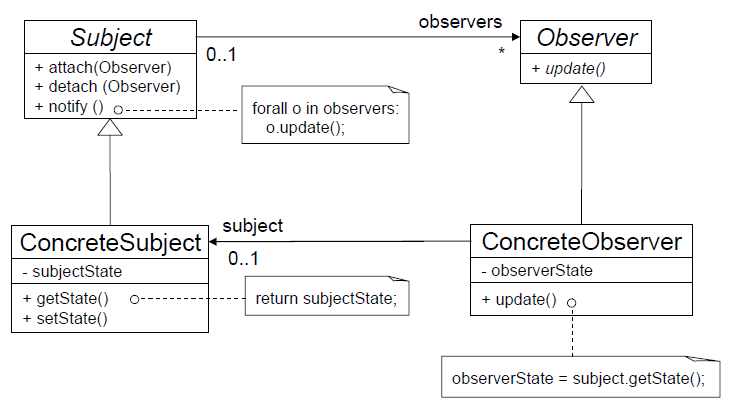 Subject
+ attach(Observer)
+ detach (Observer)
+ notify ()
observers
0..1
*
Observer
+ update()
forall o in observers:
o.update();
ConcreteSubject
- subjectState
+ getState()
+ setState()
subject
0..1
return subjectState;
ConcreteObserver
- observerState
+ update()
observerState = subject.getState();